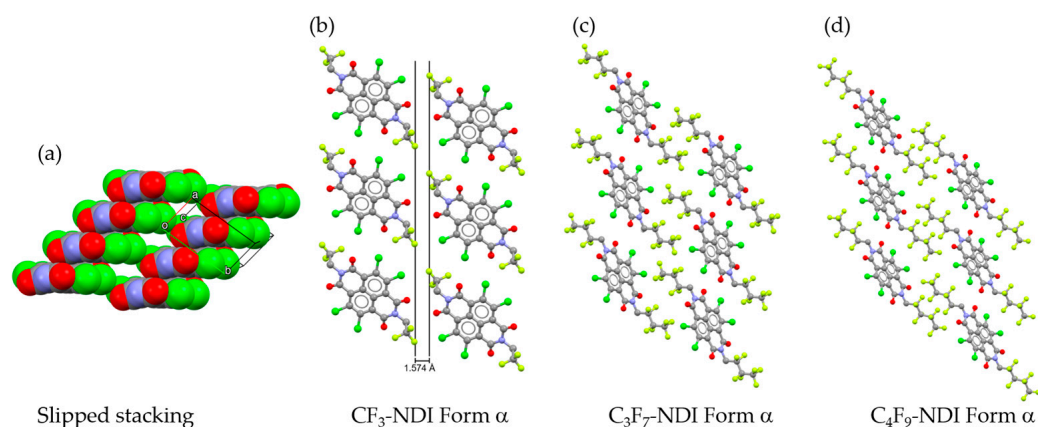 (a)
a
c
o
b
Slipped stacking
(b)
1.574 Å
CF₃-NDI Form α
(c)
C₃F₇-NDI Form α
(d)
C₄F₉-NDI Form α